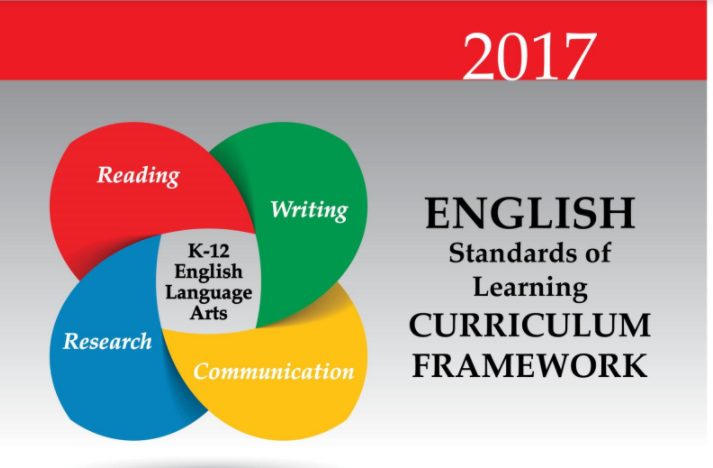 2017
Reading
Writing
K-12
English
Language
Arts
Research
Communication
ENGLISH
Standards of
Learning
CURRICULUM
FRAMEWORK